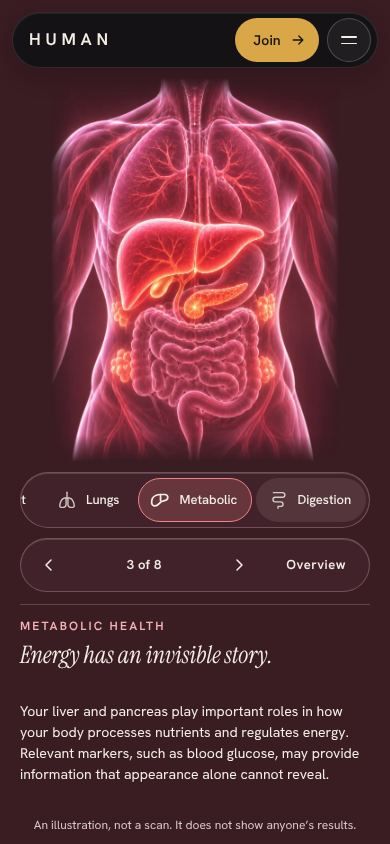 HUMAN
Join →
t Lungs Metabolic Digestion
3 of 8 Overview
METABOLIC HEALTH
Energy has an invisible story.
Your liver and pancreas play important roles in how
your body processes nutrients and regulates energy.
Relevant markers, such as blood glucose, may provide
information that appearance alone cannot reveal.
An illustration, not a scan. It does not show anyone’s results.